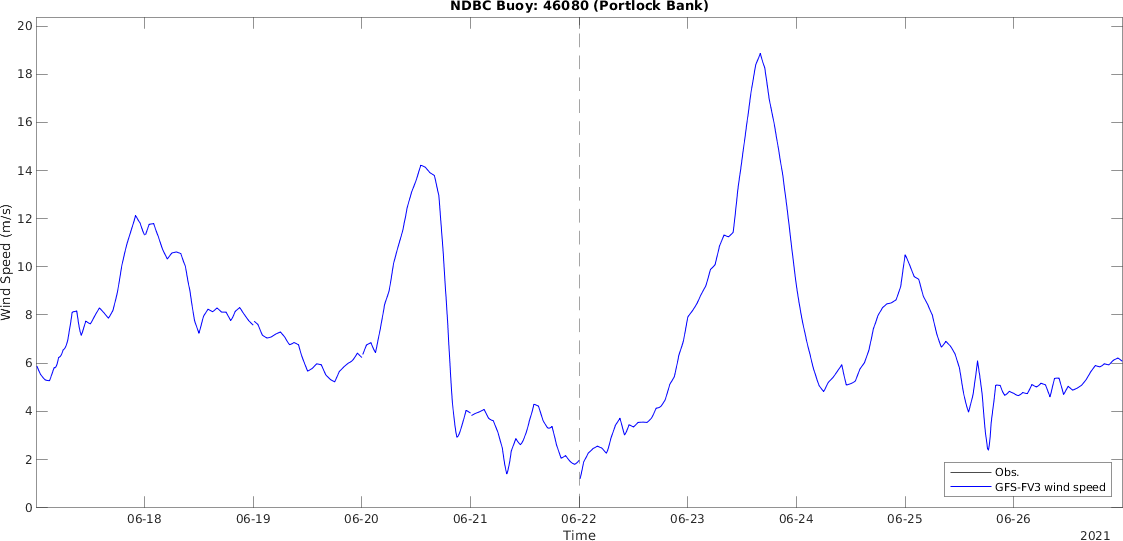 NDBC Buoy: 46080 (Portlock Bank)
20
18
16
14
12
10
8
6
4
2
0
Wind Speed (m/s)
06-18 06-19 06-20 06-21 06-22 06-23 06-24 06-25 06-26
Time
2021
Obs.
GFS-FV3 wind speed